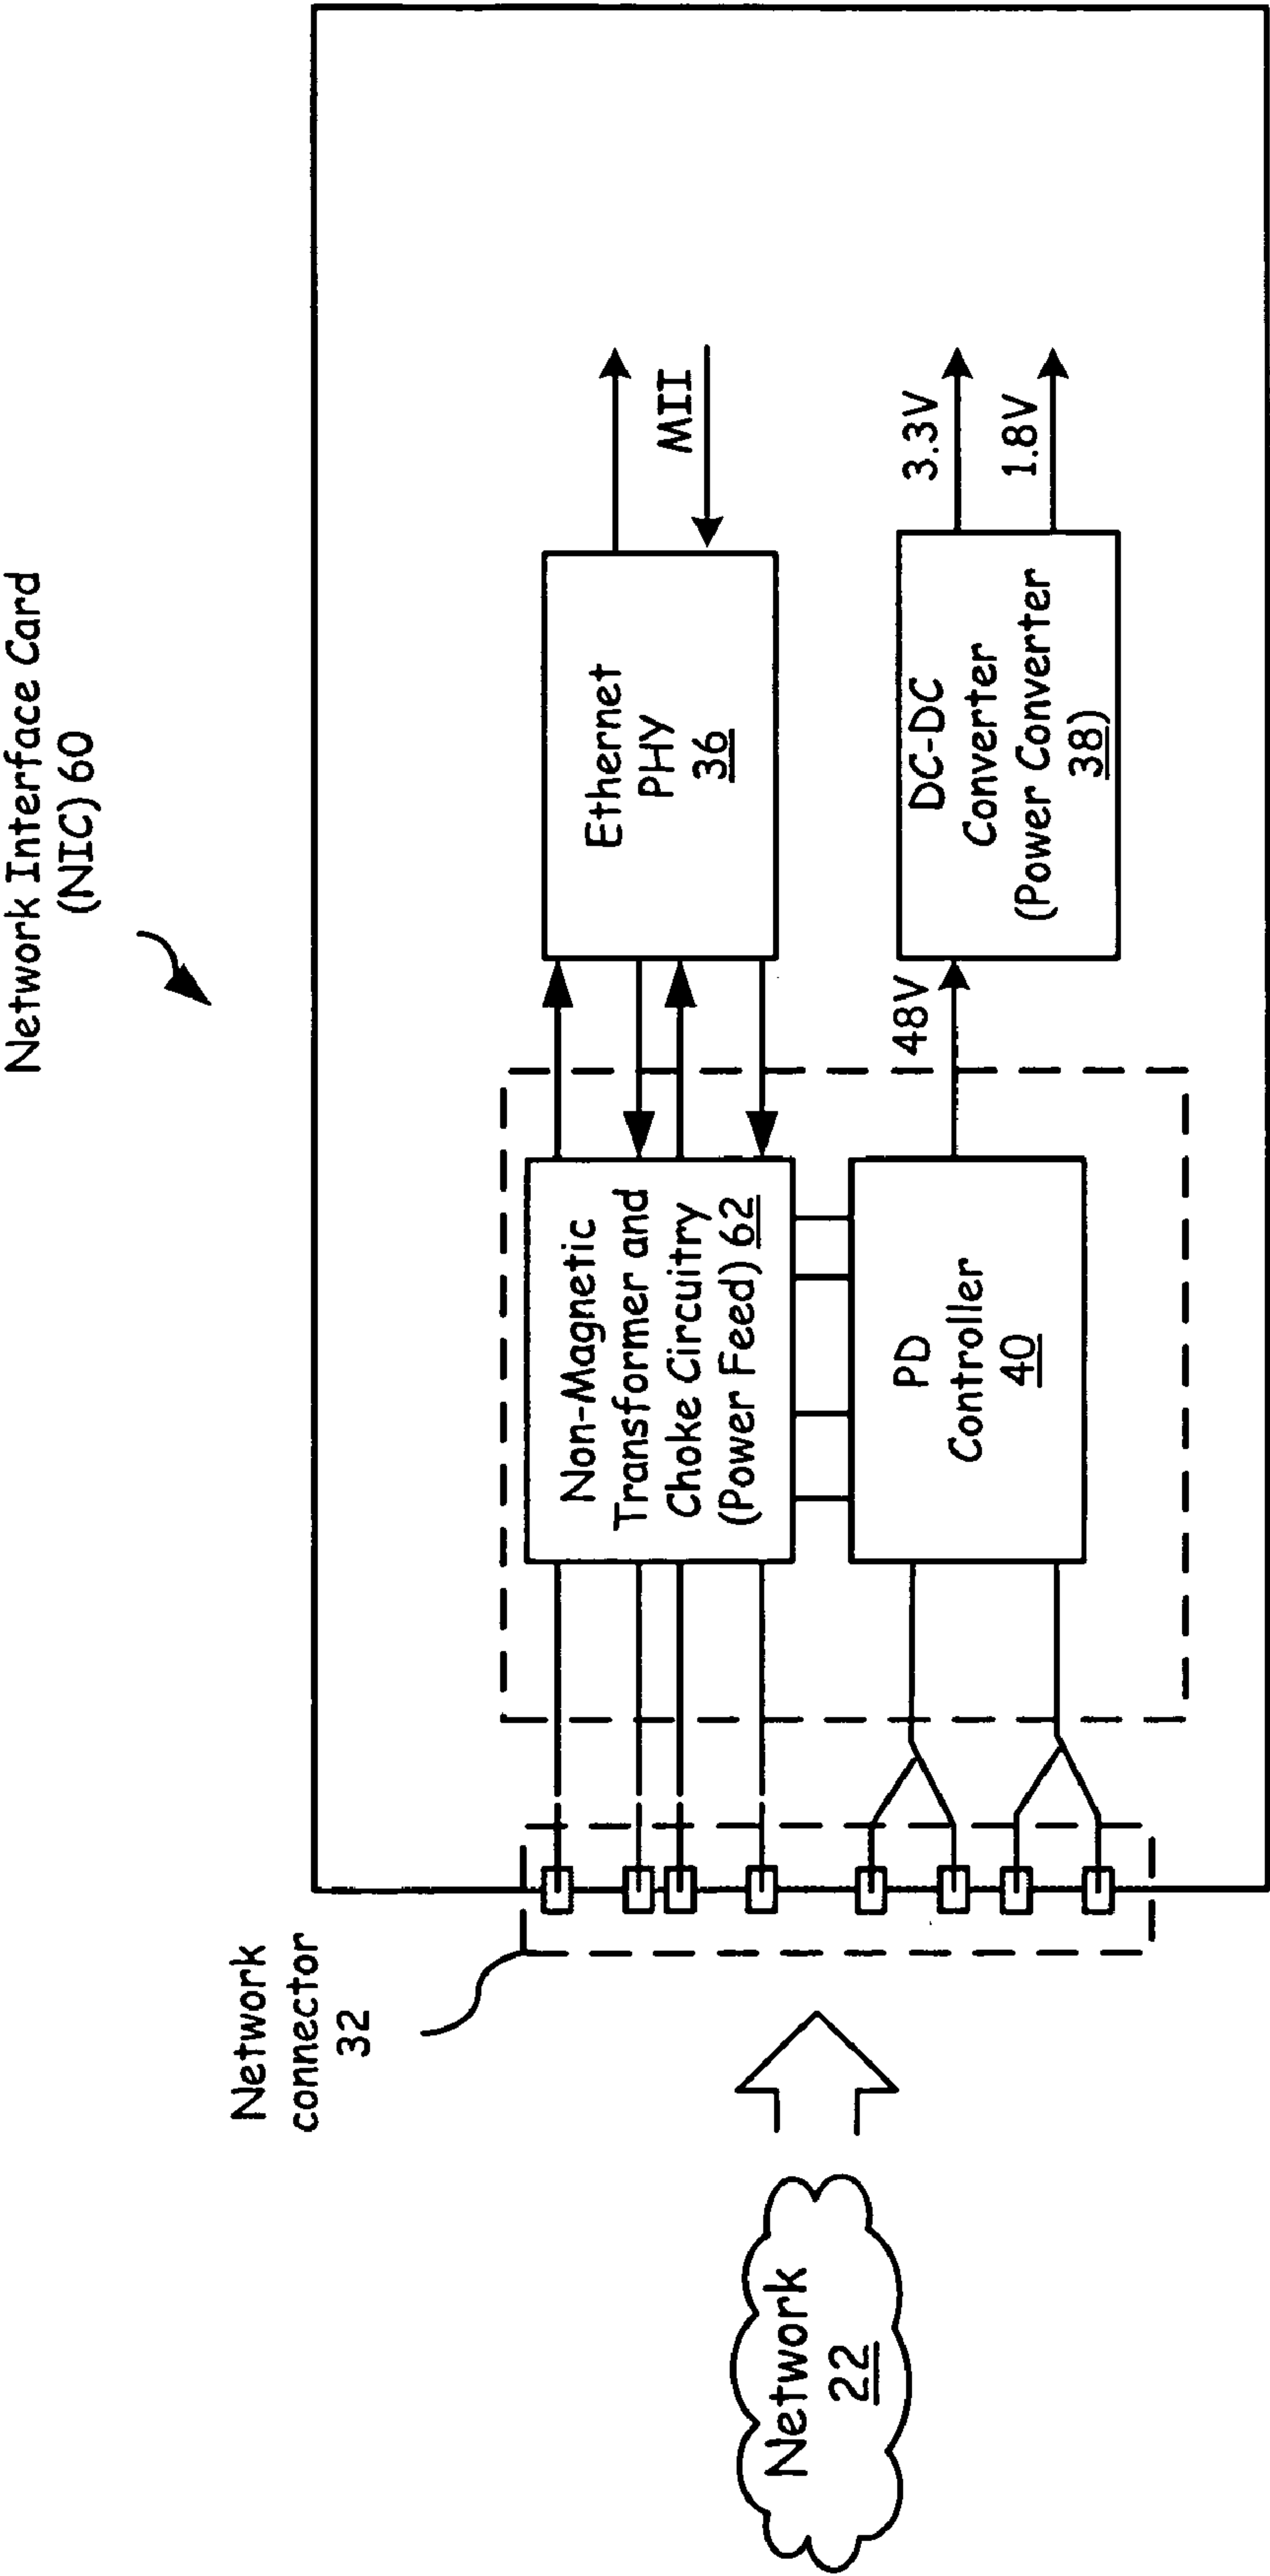 Network Interface Card
(NIC) 60
Network
connector
32
Network
22
Non-Magnetic
Transformer and
Choke Circuitry
(Power Feed) 62
PD
Controller
40
Ethernet
PHY
36
MII
48V
DC-DC
Converter
(Power Converter
38)
3.3V
1.8V